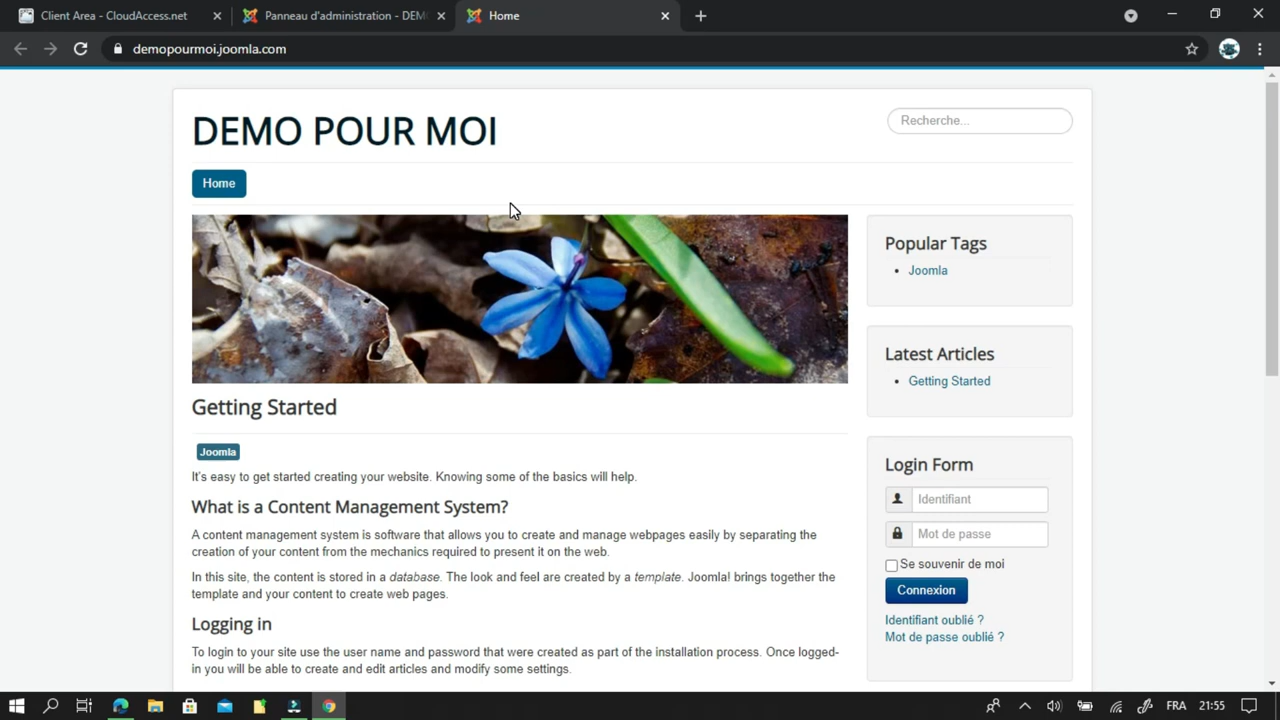 Client Area - CloudAccess.net
Panneau d'administration - DEMO
Home
demopourmoi.joomla.com
DEMO POUR MOI
Recherche...
Home
Popular Tags
Joomla
Latest Articles
Getting Started
Getting Started
Joomla
It's easy to get started creating your website. Knowing some of the basics will help.
What is a Content Management System?
A content management system is software that allows you to create and manage webpages easily by separating the
creation of your content from the mechanics required to present it on the web.
In this site, the content is stored in a database. The look and feel are created by a template. Joomla! brings together the
template and your content to create web pages.
Logging in
To login to your site use the user name and password that were created as part of the installation process. Once logged-
in you will be able to create and edit articles and modify some settings.
Login Form
Identifiant
Mot de passe
Se souvenir de moi
Connexion
Identifiant oublié ?
Mot de passe oublié ?
FRA
21:55